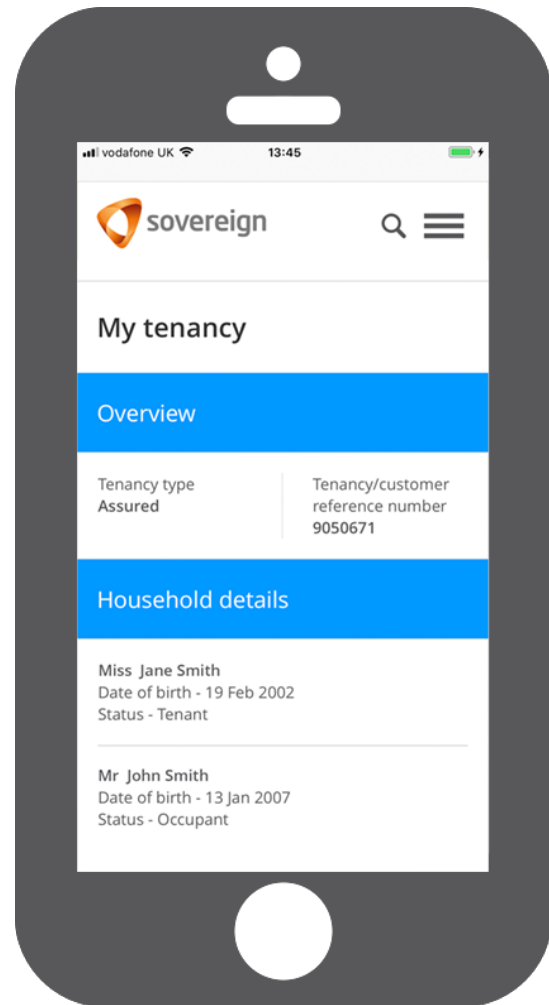 vodafone UK 13:45
sovereign
My tenancy
Overview
Tenancy type
Assured
Tenancy/customer
reference number
9050671
Household details
Miss Jane Smith
Date of birth - 19 Feb 2002
Status - Tenant
Mr John Smith
Date of birth - 13 Jan 2007
Status - Occupant